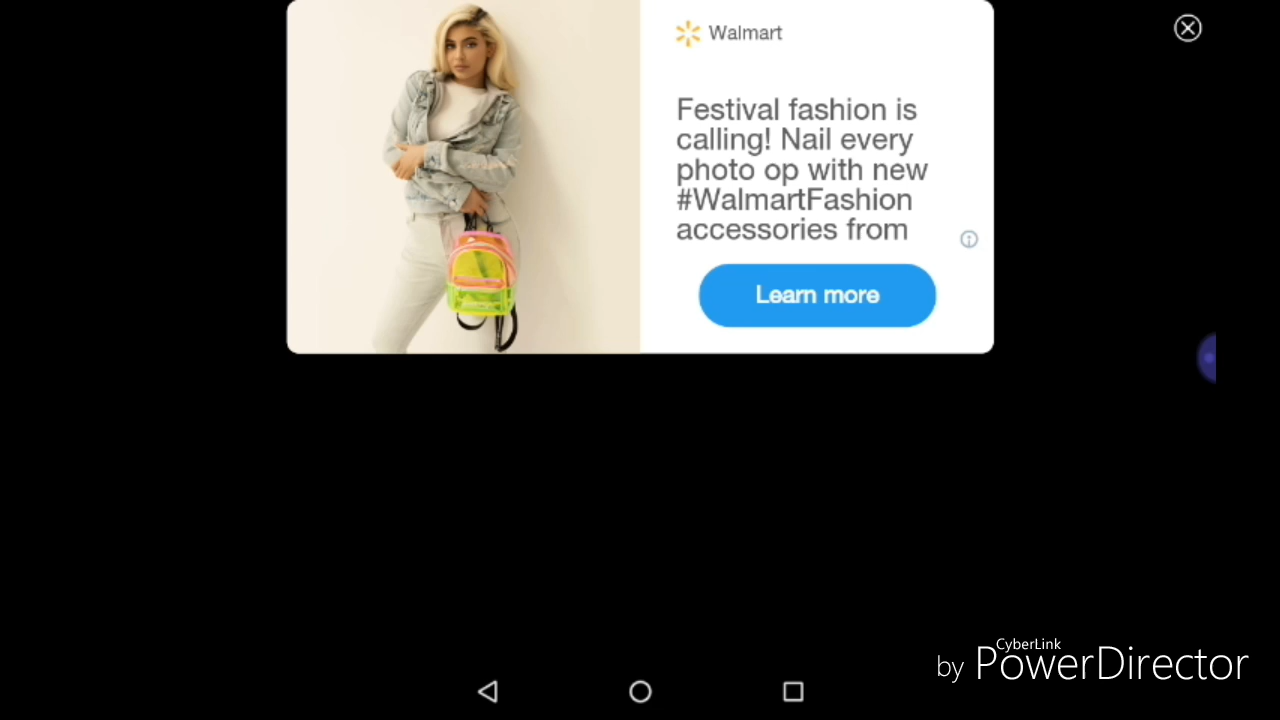 Walmart
Festival fashion is
calling! Nail every
photo op with new
#WalmartFashion
accessories from
Learn more
CyberLink
by PowerDirector